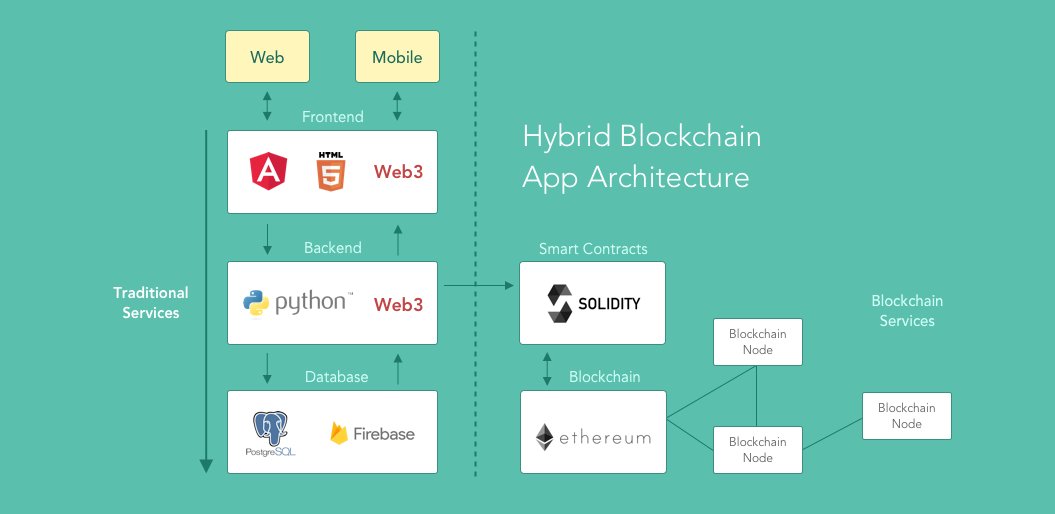 Web
Mobile
Frontend
HTML
5
Web3
Hybrid Blockchain
App Architecture
Backend
python™
Web3
Traditional
Services
Smart Contracts
SOLIDITY
Blockchain
Services
Blockchain
Node
Database
PostgreSQL
Firebase
Blockchain
ethereum
Blockchain
Node
Blockchain
Node